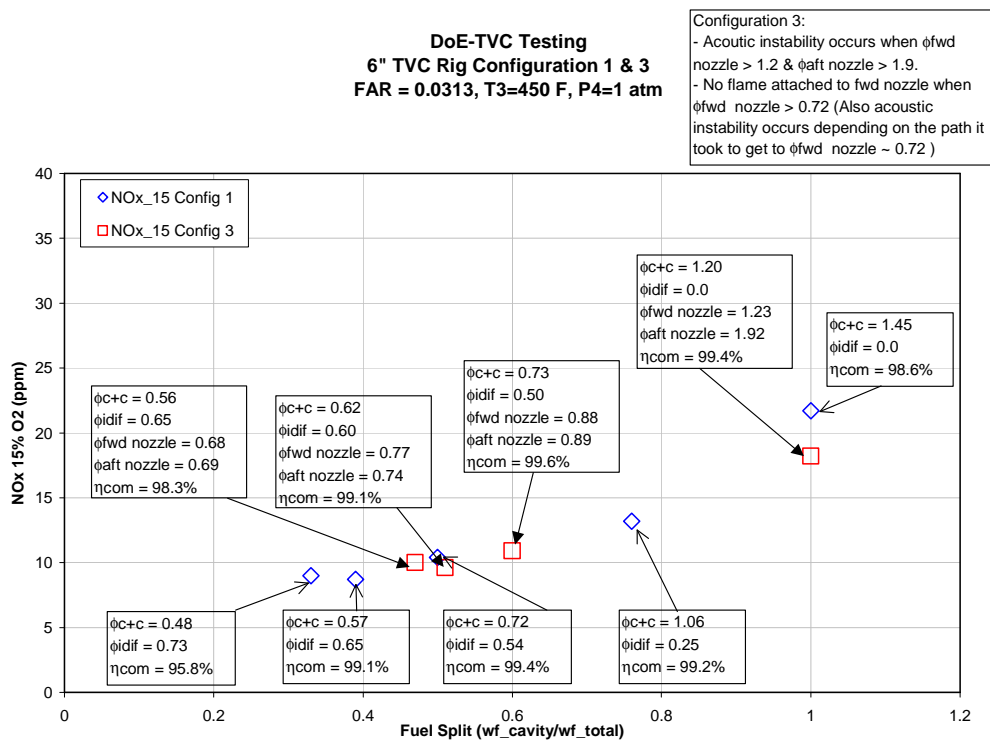 DoE-TVC Testing
6" TVC Rig Configuration 1 & 3
FAR = 0.0313, T3=450 F, P4=1 atm
Configuration 3:
- Acoutic instability occurs when ϕfwd
nozzle > 1.2 & ϕaft nozzle > 1.9.
- No flame attached to fwd nozzle when
ϕfwd nozzle > 0.72 (Also acoustic
instability occurs depending on the path it
took to get to ϕfwd nozzle ~ 0.72 )
40
35
30
25
20
15
10
5
0
NOx 15% O2 (ppm)
NOx_15 Config 1
NOx_15 Config 3
ϕc+c = 0.56
ϕidif = 0.65
ϕfwd nozzle = 0.68
ϕaft nozzle = 0.69
ηcom = 98.3%
ϕc+c = 0.62
ϕidif = 0.60
ϕfwd nozzle = 0.77
ϕaft nozzle = 0.74
ηcom = 99.1%
ϕc+c = 0.73
ϕidif = 0.50
ϕfwd nozzle = 0.88
ϕaft nozzle = 0.89
ηcom = 99.6%
ϕc+c = 1.20
ϕidif = 0.0
ϕfwd nozzle = 1.23
ϕaft nozzle = 1.92
ηcom = 99.4%
ϕc+c = 1.45
ϕidif = 0.0
ηcom = 98.6%
ϕc+c = 0.48
ϕidif = 0.73
ηcom = 95.8%
ϕc+c = 0.57
ϕidif = 0.65
ηcom = 99.1%
ϕc+c = 0.72
ϕidif = 0.54
ηcom = 99.4%
ϕc+c = 1.06
ϕidif = 0.25
ηcom = 99.2%
0 0.2 0.4 0.6 0.8 1 1.2
Fuel Split (wf_cavity/wf_total)